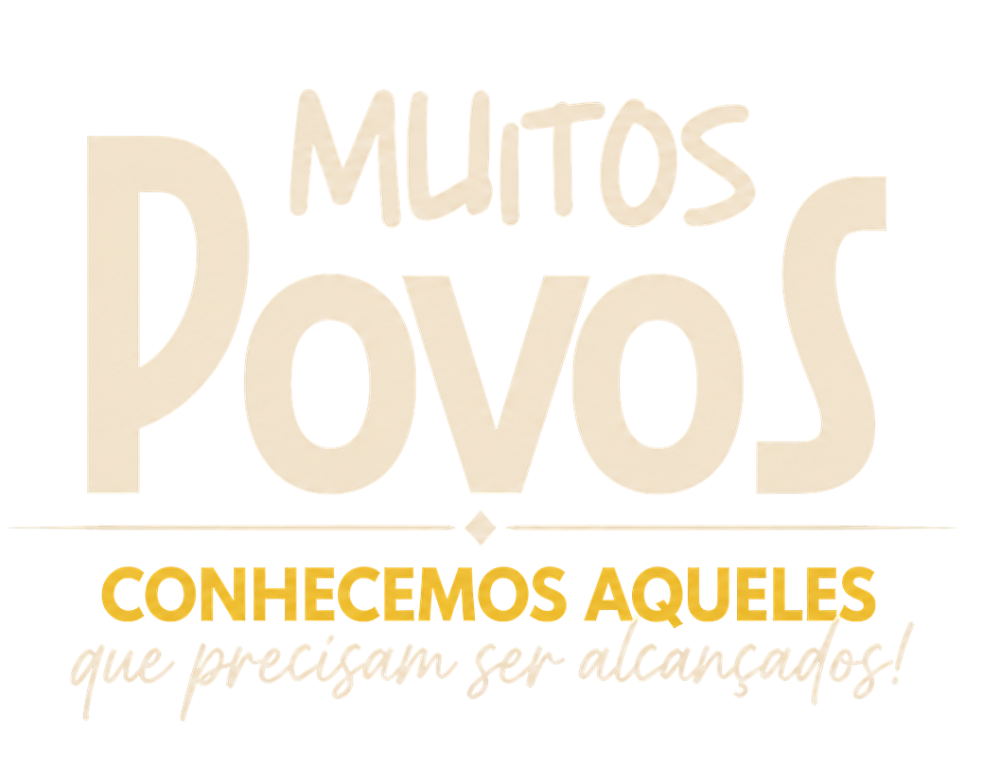 MUITOS
POVOS
CONHECEMOS AQUELES
que precisam ser alcançados!